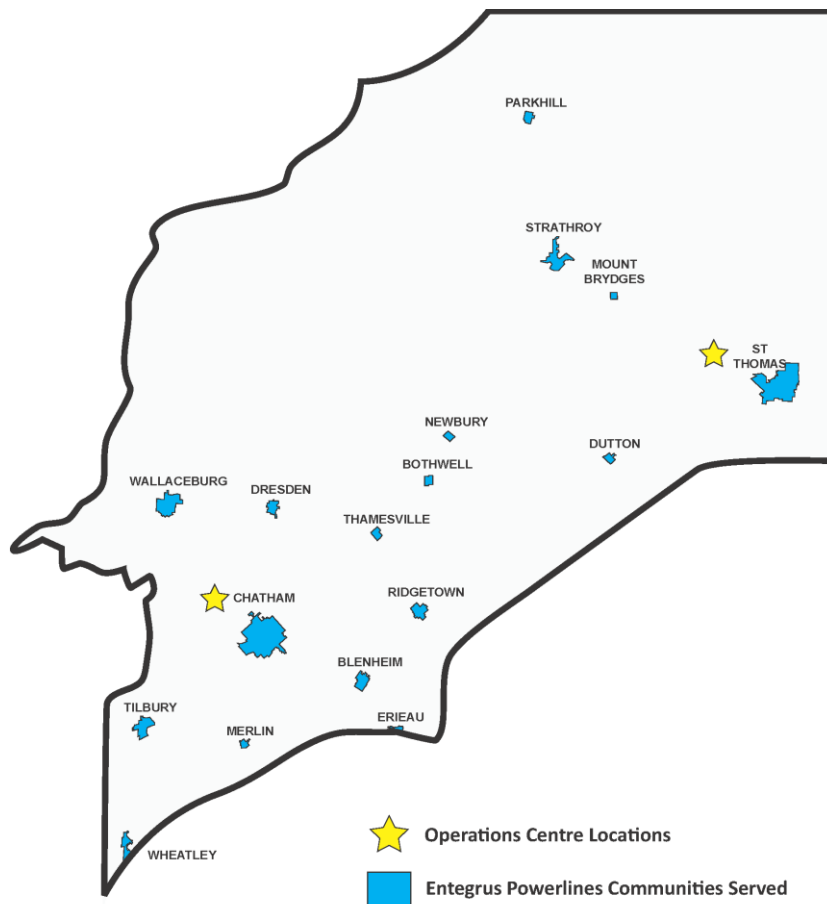 PARKHILL
STRATHROY
MOUNT
BRYDGES
ST
THOMAS
NEWBURY
DUTTON
BOTHWELL
WALLACEBURG
DRESDEN
THAMESVILLE
CHATHAM
RIDGETOWN
BLENHEIM
TILBURY
ERIEAU
MERLIN
WHEATLEY
Operations Centre Locations
Entegrus Powerlines Communities Served